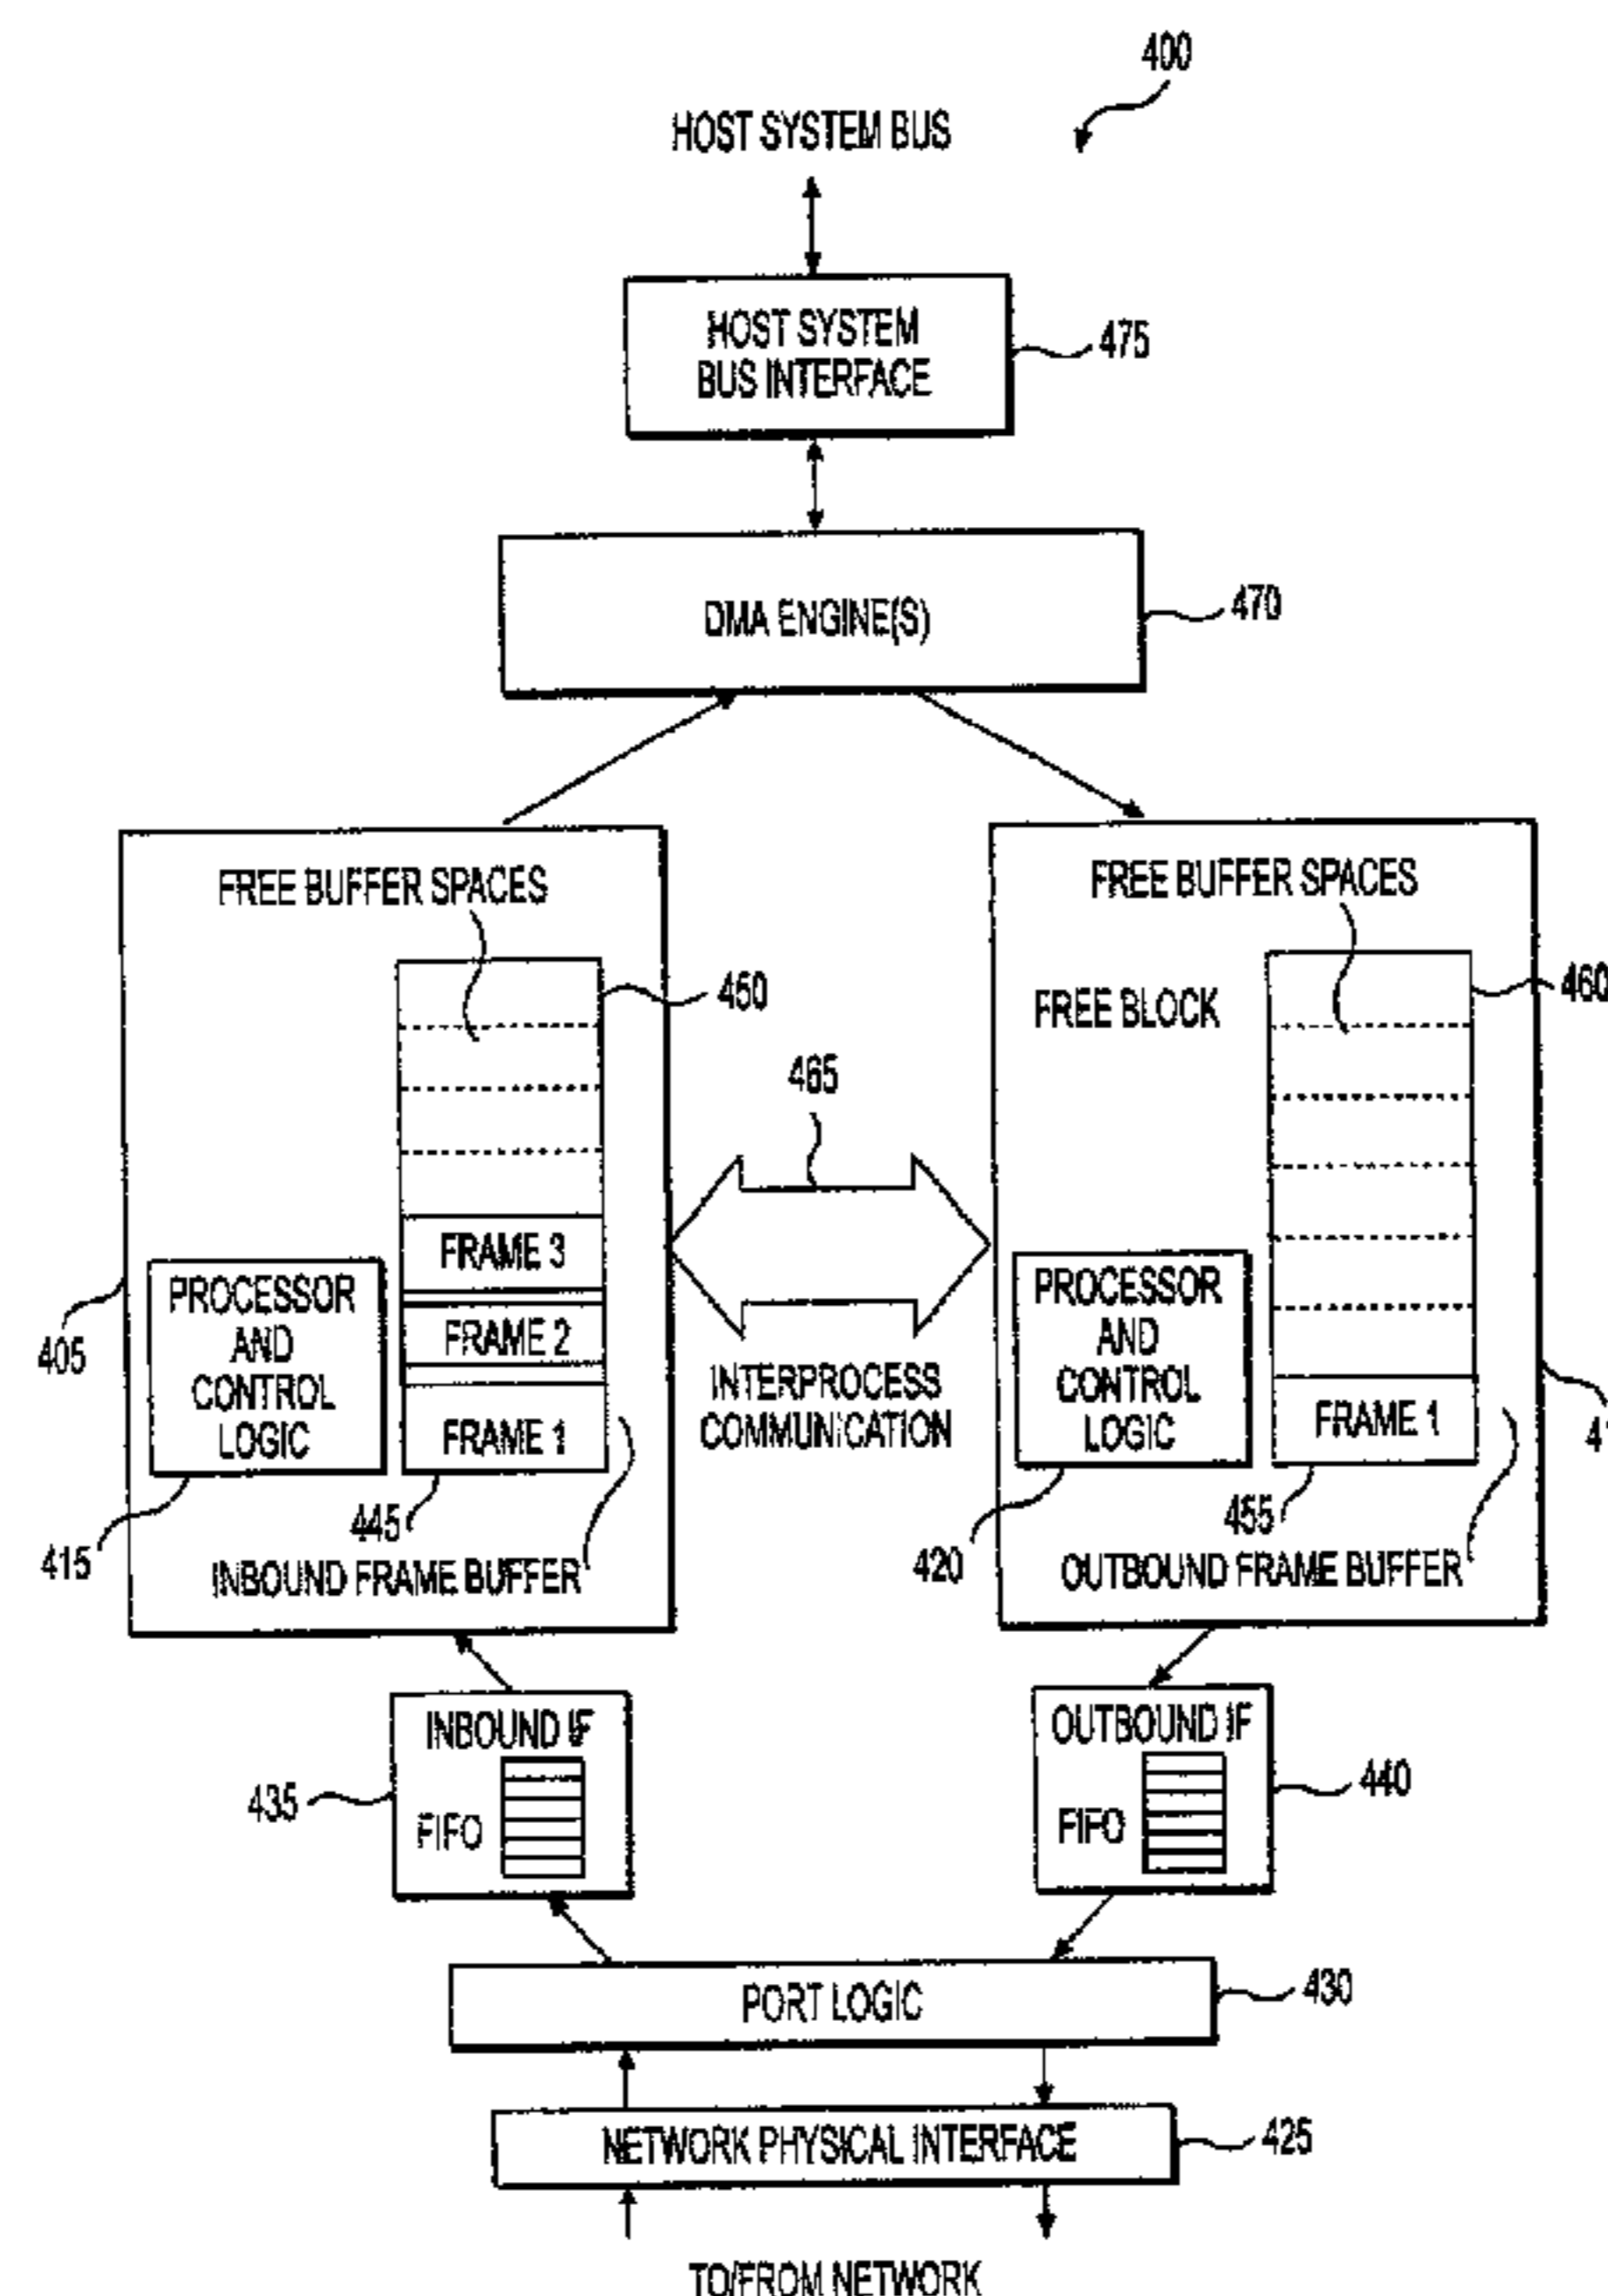 400
HOST SYSTEM BUS
HOST SYSTEM
BUS INTERFACE
475
DMA ENGINE(S)
470
FREE BUFFER SPACES
450
FRAME 3
FRAME 2
FRAME 1
PROCESSOR
AND
CONTROL
LOGIC
405
415
445
INBOUND FRAME BUFFER
465
INTERPROCESS
COMMUNICATION
FREE BUFFER SPACES
FREE BLOCK
460
PROCESSOR
AND
CONTROL
LOGIC
FRAME 1
420
455
OUTBOUND FRAME BUFFER
INBOUND IF
FIFO
435
OUTBOUND IF
FIFO
440
PORT LOGIC
430
NETWORK PHYSICAL INTERFACE
425
TO/FROM NETWORK